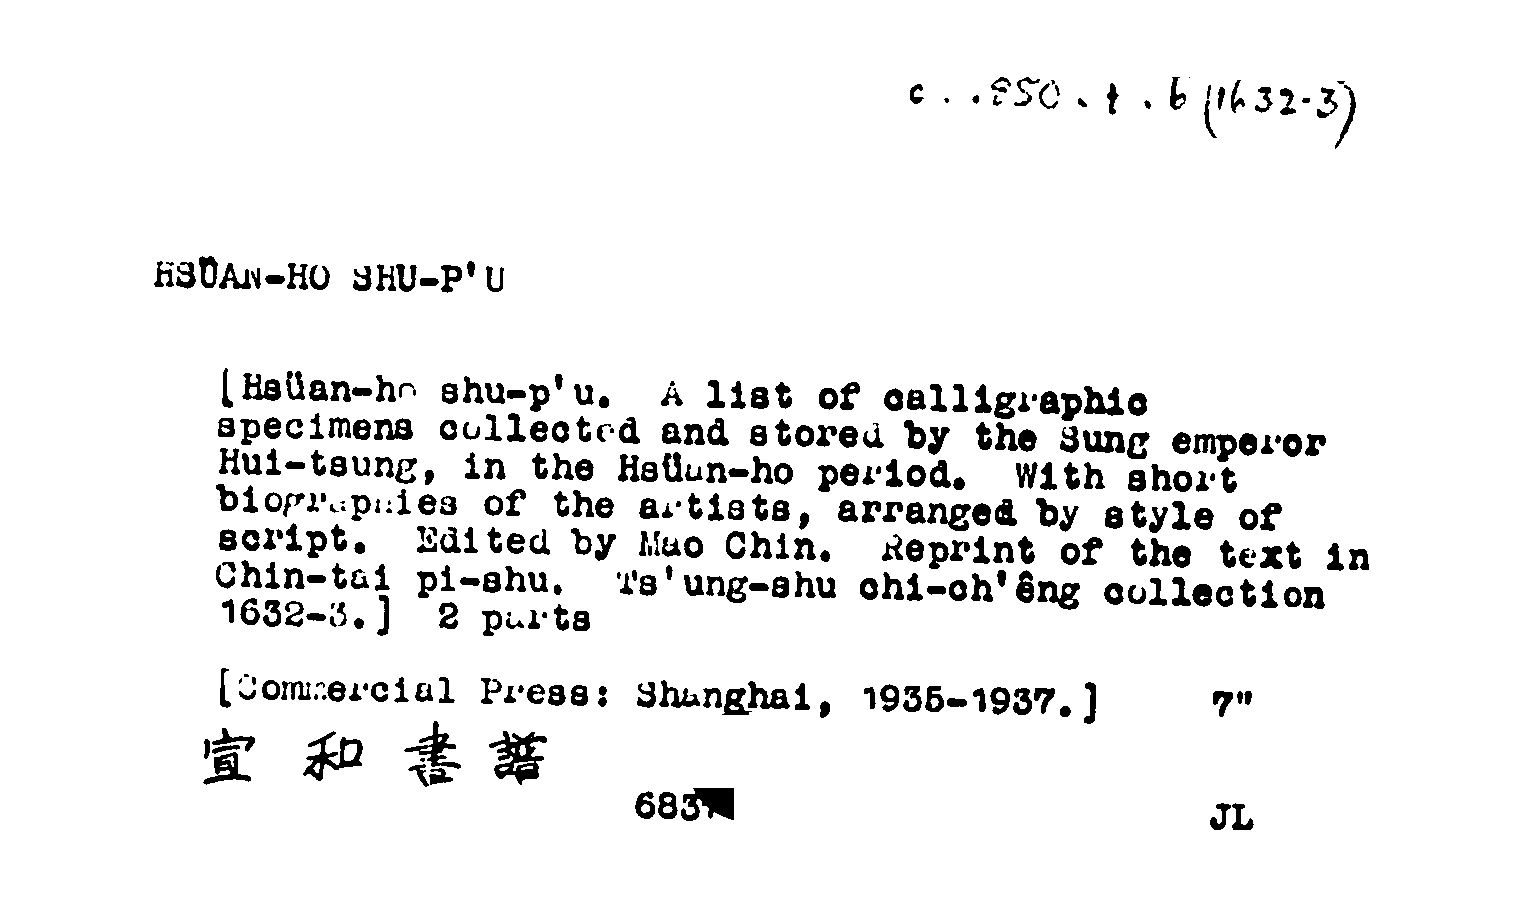 c . . 850 . t . b (1632-3)
HSÜAN-HO SHU-P'U
[Hsüan-ho shu-p'u. A list of calligraphic
specimens collected and stored by the Sung emperor
Hui-tsung, in the Hsüan-ho period. With short
biographies of the artists, arranged by style of
script. Edited by Mao Chin. Reprint of the text in
Chin-tai pi-shu. Ts'ung-shu chi-ch'êng collection
1632-3.] 2 parts
[Commercial Press: Shanghai, 1935-1937.] 7"
宣和書譜
JL